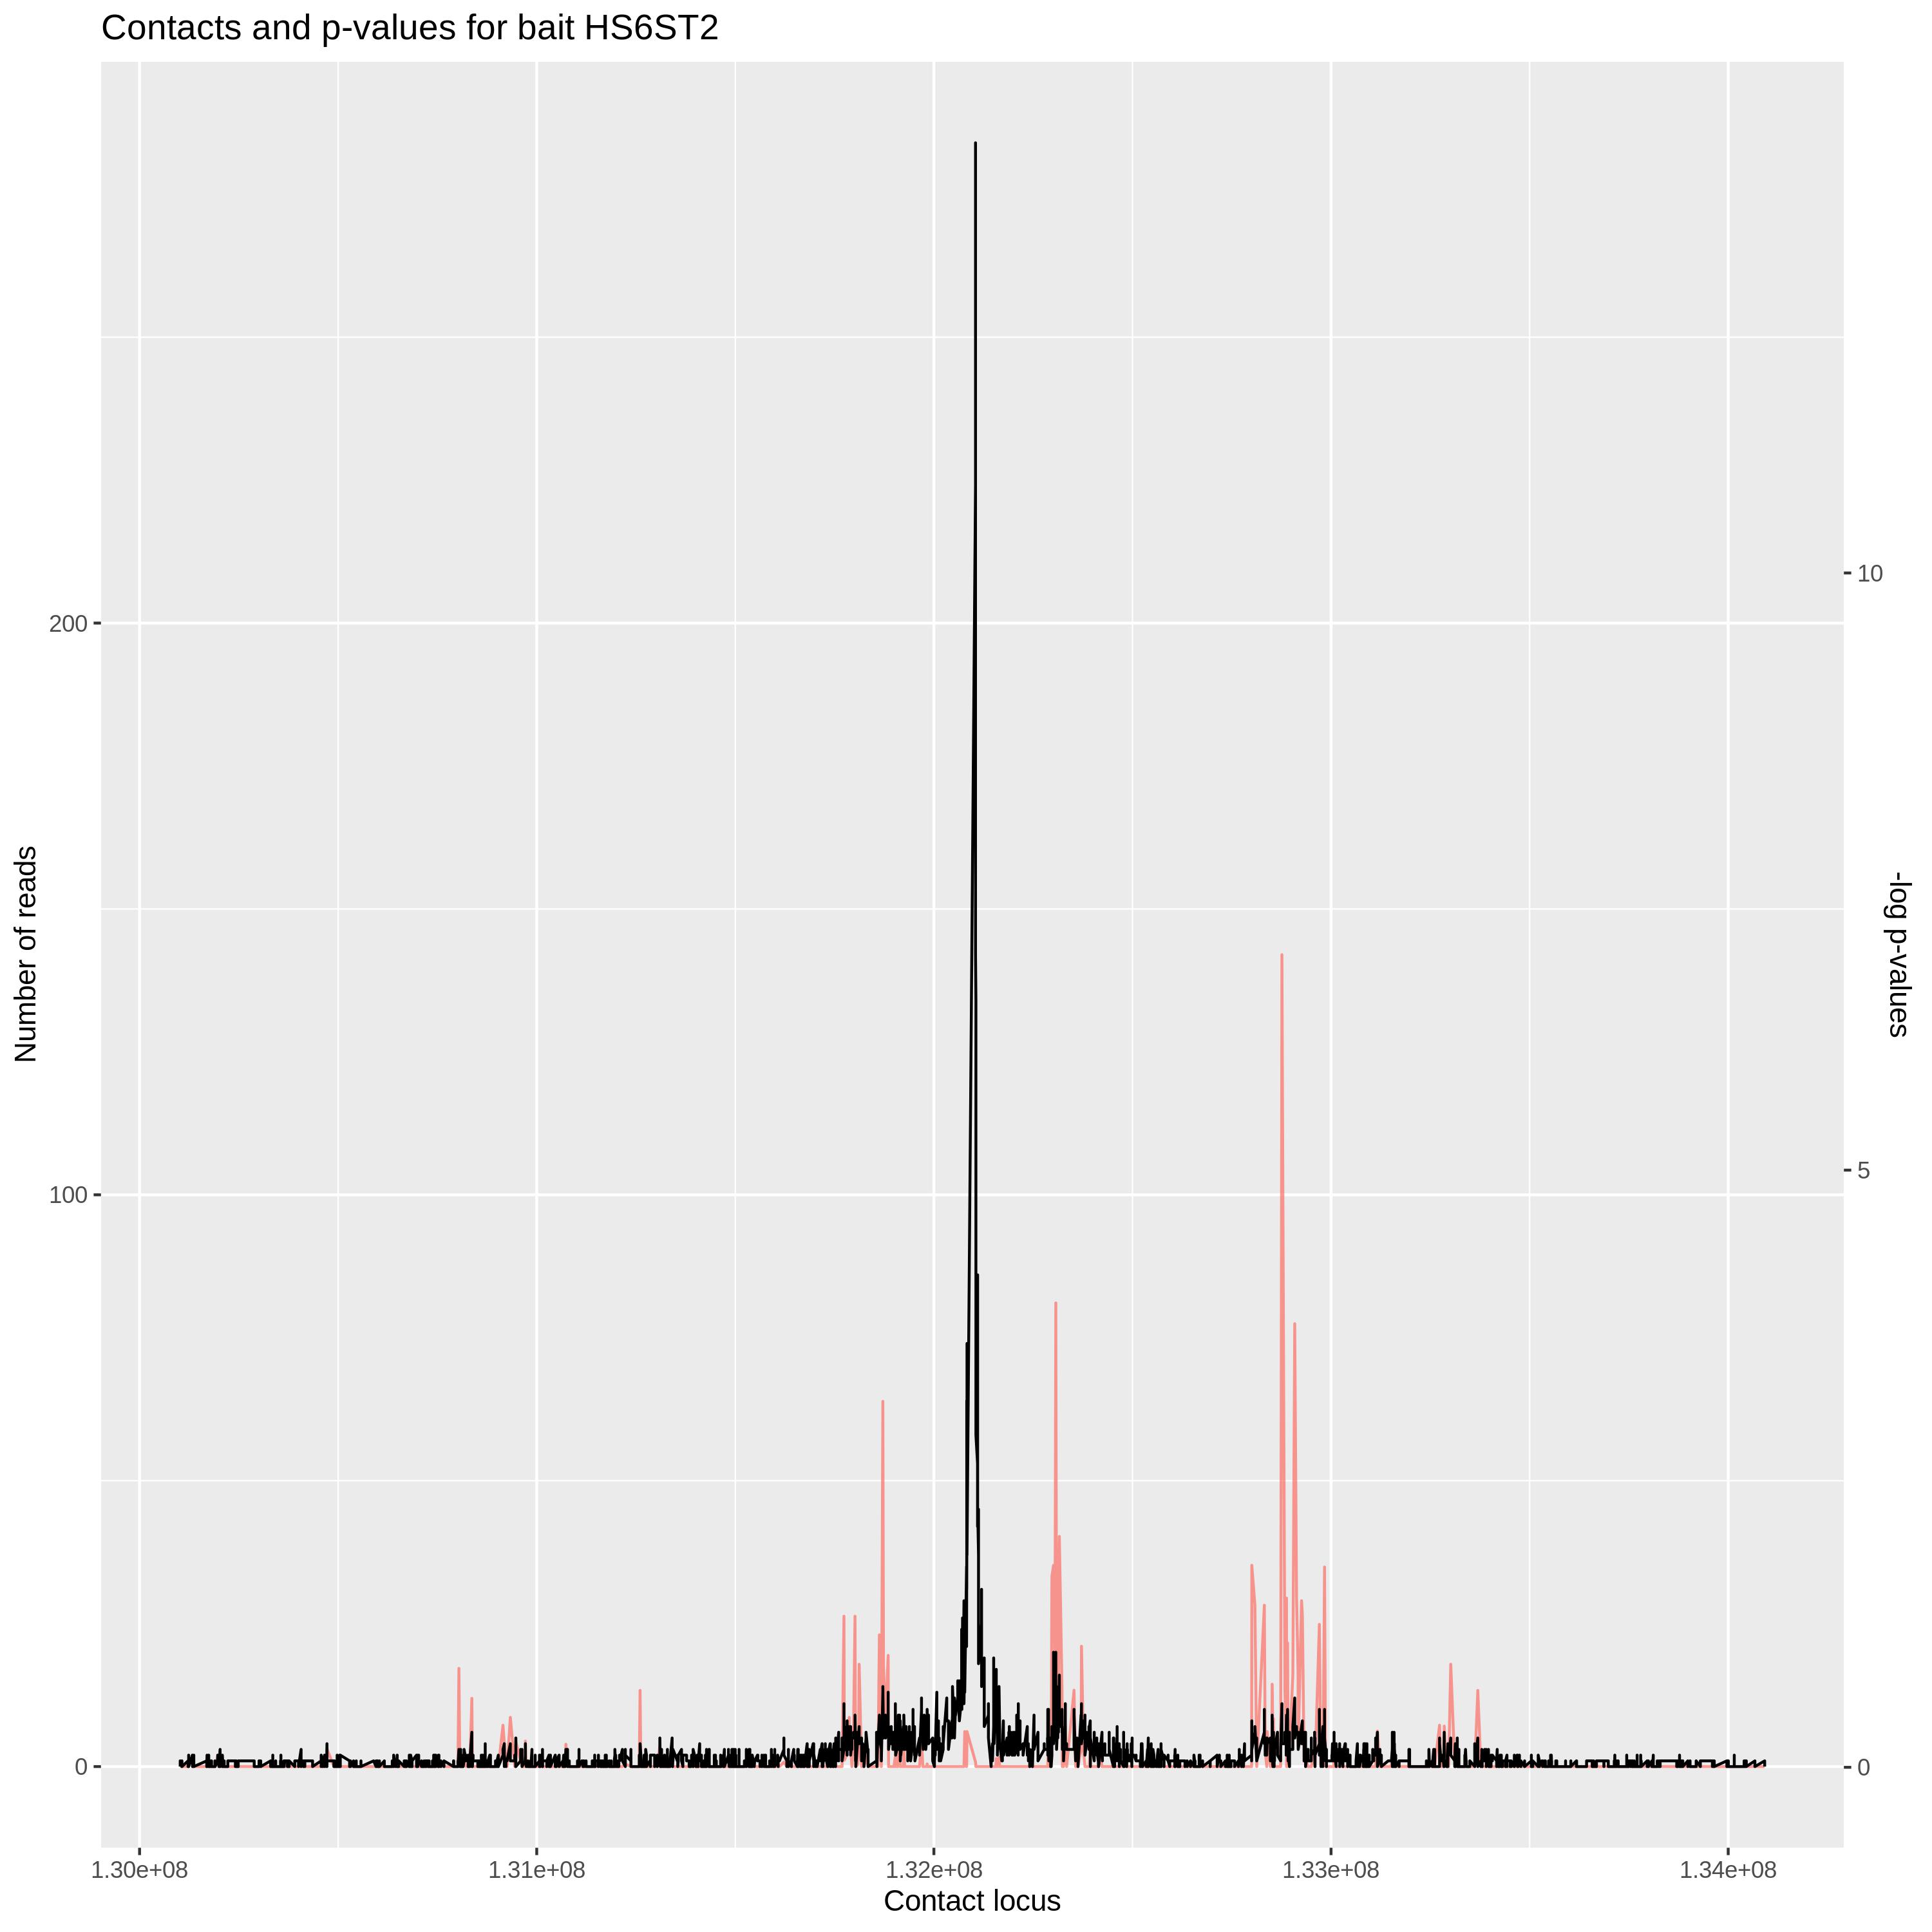 Contacts and p-values for bait HS6ST2
Number of reads
200
100
0
10
5
0
-log p-values
1.30e+08
1.31e+08
1.32e+08
1.33e+08
1.34e+08
Contact locus